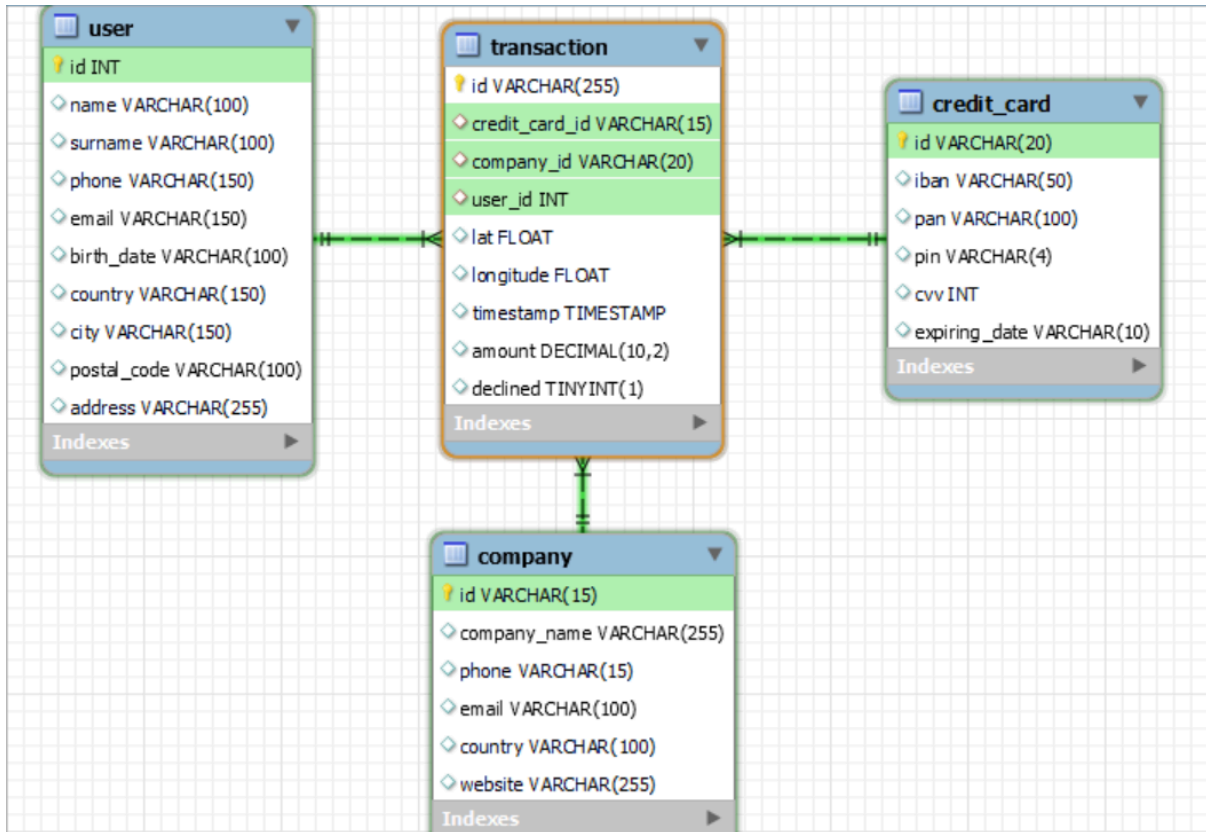 user
id INT
name VARCHAR(100)
surname VARCHAR(100)
phone VARCHAR(150)
email VARCHAR(150)
birth_date VARCHAR(100)
country VARCHAR(150)
city VARCHAR(150)
postal_code VARCHAR(100)
address VARCHAR(255)
Indexes
transaction
id VARCHAR(255)
credit_card_id VARCHAR(15)
company_id VARCHAR(20)
user_id INT
lat FLOAT
longitude FLOAT
timestamp TIMESTAMP
amount DECIMAL(10,2)
declined TINYINT(1)
Indexes
credit_card
id VARCHAR(20)
iban VARCHAR(50)
pan VARCHAR(100)
pin VARCHAR(4)
cvv INT
expiring_date VARCHAR(10)
Indexes
company
id VARCHAR(15)
company_name VARCHAR(255)
phone VARCHAR(15)
email VARCHAR(100)
country VARCHAR(100)
website VARCHAR(255)
Indexes